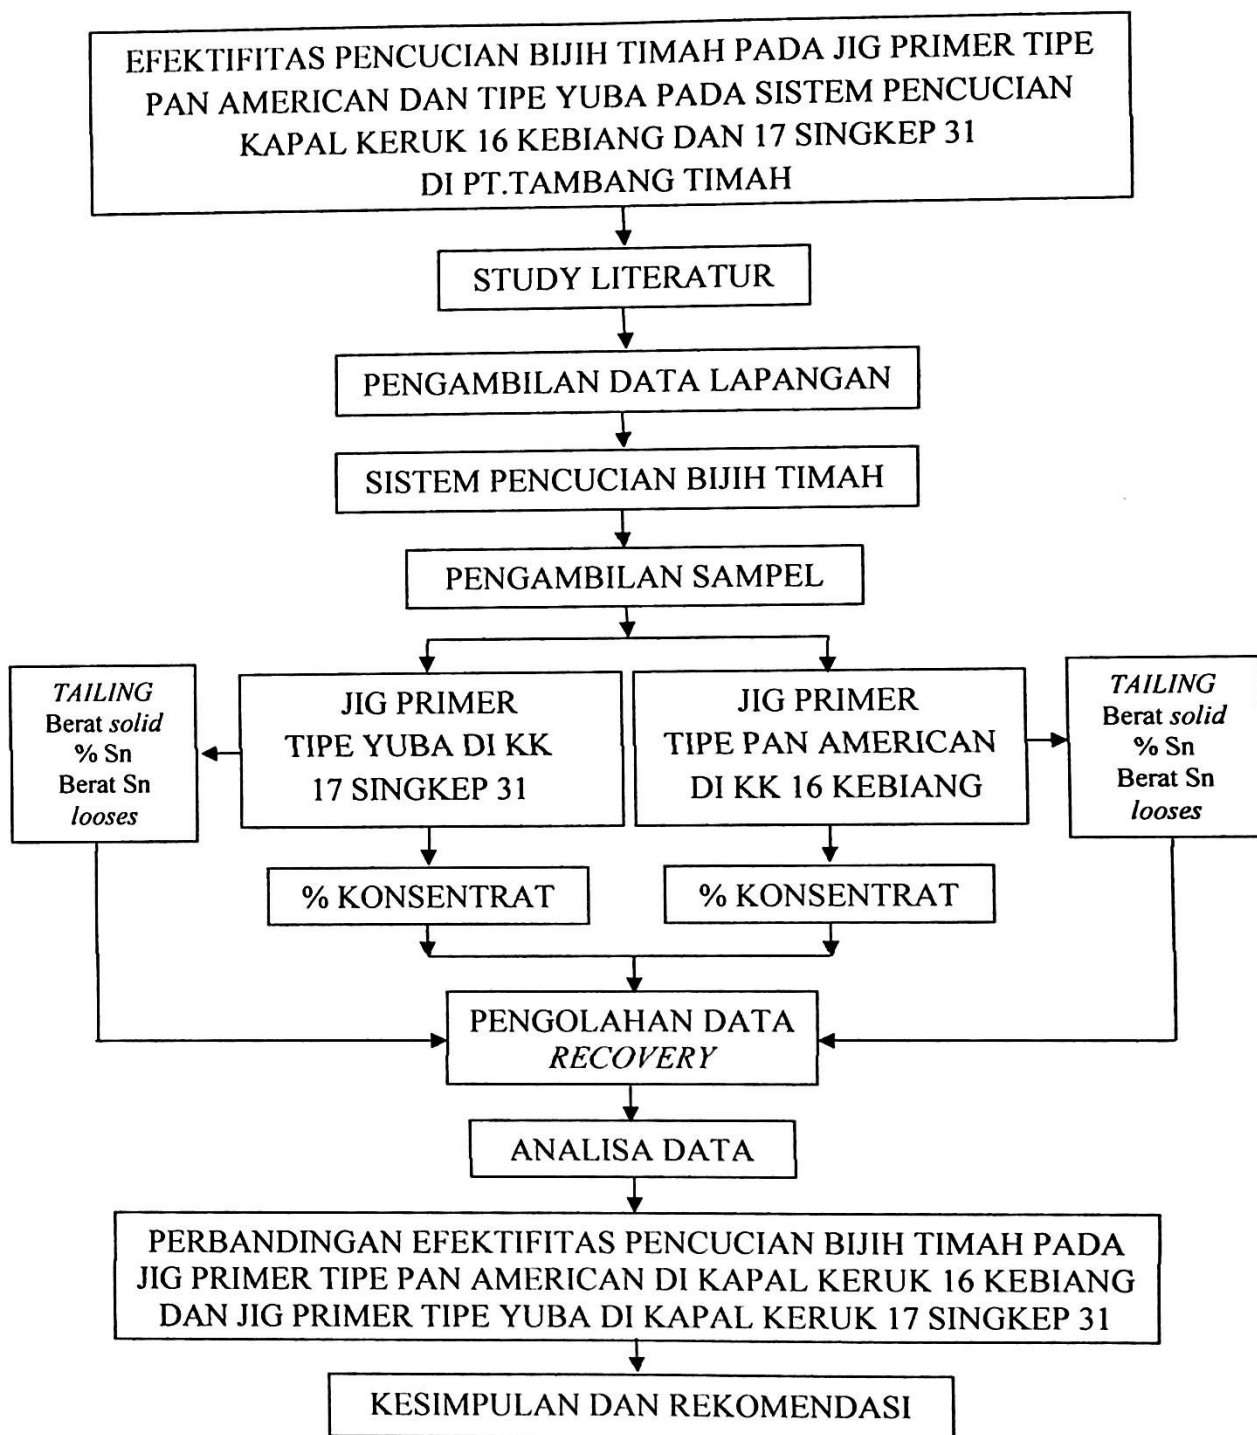 EFEKTIFITAS PENCUCIAN BIJIH TIMAH PADA JIG PRIMER TIPE
PAN AMERICAN DAN TIPE YUBA PADA SISTEM PENCUCIAN
KAPAL KERUK 16 KEBIANG DAN 17 SINGKEP 31
DI PT.TAMBANG TIMAH
STUDY LITERATUR
PENGAMBILAN DATA LAPANGAN
SISTEM PENCUCIAN BIJIH TIMAH
PENGAMBILAN SAMPEL
TAILING
Berat solid
% Sn
Berat Sn
looses
JIG PRIMER
TIPE YUBA DI KK
17 SINGKEP 31
JIG PRIMER
TIPE PAN AMERICAN
DI KK 16 KEBIANG
TAILING
Berat solid
% Sn
Berat Sn
looses
% KONSENTRAT
% KONSENTRAT
PENGOLAHAN DATA
RECOVERY
ANALISA DATA
PERBANDINGAN EFEKTIFITAS PENCUCIAN BIJIH TIMAH PADA
JIG PRIMER TIPE PAN AMERICAN DI KAPAL KERUK 16 KEBIANG
DAN JIG PRIMER TIPE YUBA DI KAPAL KERUK 17 SINGKEP 31
KESIMPULAN DAN REKOMENDASI